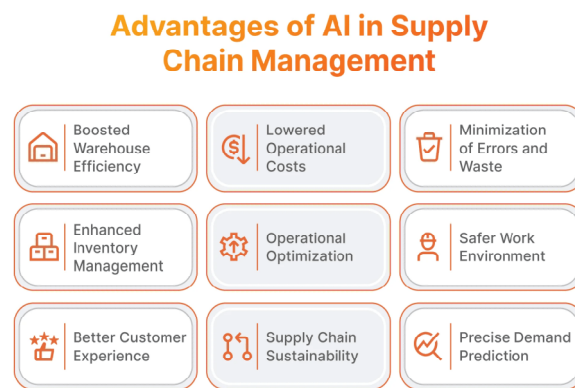 Advantages of AI in Supply
Chain Management
Boosted
Warehouse
Efficiency
Lowered
Operational
Costs
Minimization
of Errors and
Waste
Enhanced
Inventory
Management
Operational
Optimization
Safer Work
Environment
Better Customer
Experience
Supply Chain
Sustainability
Precise Demand
Prediction